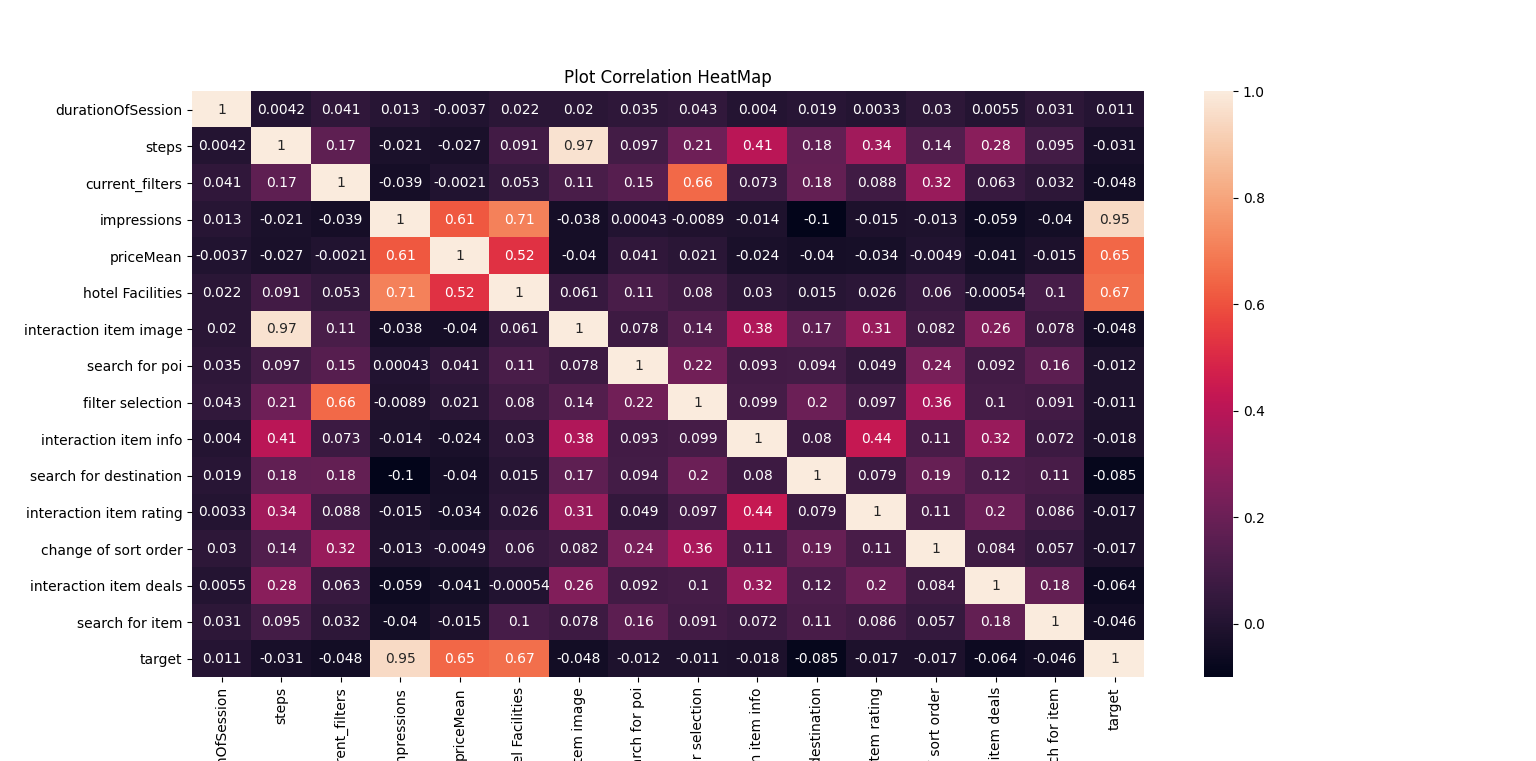 Plot Correlation HeatMap
durationOfSession 1 0.0042 0.041 0.013 -0.0037 0.022 0.02 0.035 0.043 0.004 0.019 0.0033 0.03 0.0055 0.031 0.011
steps 0.0042 1 0.17 -0.021 -0.027 0.091 0.97 0.097 0.21 0.41 0.18 0.34 0.14 0.28 0.095 -0.031
current_filters 0.041 0.17 1 -0.039 -0.0021 0.053 0.11 0.15 0.66 0.073 0.18 0.088 0.32 0.063 0.032 -0.048
impressions 0.013 -0.021 -0.039 1 0.61 0.71 -0.038 0.00043 -0.0089 -0.014 -0.1 -0.015 -0.013 -0.059 -0.04 0.95
priceMean -0.0037 -0.027 -0.0021 0.61 1 0.52 -0.04 0.041 0.021 -0.024 -0.04 -0.034 -0.0049 -0.041 -0.015 0.65
hotel Facilities 0.022 0.091 0.053 0.71 0.52 1 0.061 0.11 0.08 0.03 0.015 0.026 0.06 -0.00054 0.1 0.67
interaction item image 0.02 0.97 0.11 -0.038 -0.04 0.061 1 0.078 0.14 0.38 0.17 0.31 0.082 0.26 0.078 -0.048
search for poi 0.035 0.097 0.15 0.00043 0.041 0.11 0.078 1 0.22 0.093 0.094 0.049 0.24 0.092 0.16 -0.012
filter selection 0.043 0.21 0.66 -0.0089 0.021 0.08 0.14 0.22 1 0.099 0.2 0.097 0.36 0.1 0.091 -0.011
interaction item info 0.004 0.41 0.073 -0.014 -0.024 0.03 0.38 0.093 0.099 1 0.08 0.44 0.11 0.32 0.072 -0.018
search for destination 0.019 0.18 0.18 -0.1 -0.04 0.015 0.17 0.094 0.2 0.08 1 0.079 0.19 0.12 0.11 -0.085
interaction item rating 0.0033 0.34 0.088 -0.015 -0.034 0.026 0.31 0.049 0.097 0.44 0.079 1 0.11 0.2 0.086 -0.017
change of sort order 0.03 0.14 0.32 -0.013 -0.0049 0.06 0.082 0.24 0.36 0.11 0.19 0.11 1 0.084 0.057 -0.017
interaction item deals 0.0055 0.28 0.063 -0.059 -0.041 -0.00054 0.26 0.092 0.1 0.32 0.12 0.2 0.084 1 0.18 -0.064
search for item 0.031 0.095 0.032 -0.04 -0.015 0.1 0.078 0.16 0.091 0.072 0.11 0.086 0.057 0.18 1 -0.046
target 0.011 -0.031 -0.048 0.95 0.65 0.67 -0.048 -0.012 -0.011 -0.018 -0.085 -0.017 -0.017 -0.064 -0.046 1
nOfSession
steps
rent_filters
mpressions
priceMean
el Facilities
tem image
arch for poi
r selection
n item info
destination
tem rating
sort order
item deals
ch for item
target
1.0
0.8
0.6
0.4
0.2
0.0